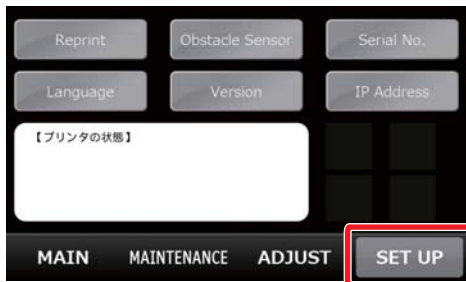 Reprint Obstacle Sensor Serial No.
Language Version IP Address
【プリンタの状態】
MAIN MAINTENANCE ADJUST SET UP